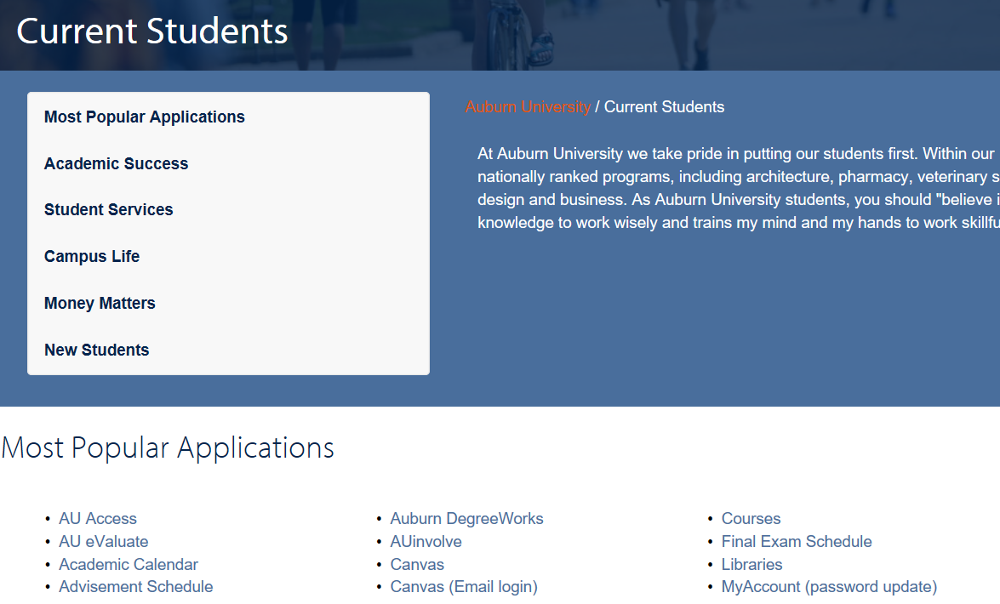 Current Students
Most Popular Applications
Academic Success
Student Services
Campus Life
Money Matters
New Students
Auburn University / Current Students
At Auburn University we take pride in putting our students first. Within our
nationally ranked programs, including architecture, pharmacy, veterinary s
design and business. As Auburn University students, you should "believe i
knowledge to work wisely and trains my mind and my hands to work skillfu
Most Popular Applications
• AU Access
• AU eValuate
• Academic Calendar
• Advisement Schedule
• Auburn DegreeWorks
• AUinvolve
• Canvas
• Canvas (Email login)
• Courses
• Final Exam Schedule
• Libraries
• MyAccount (password update)